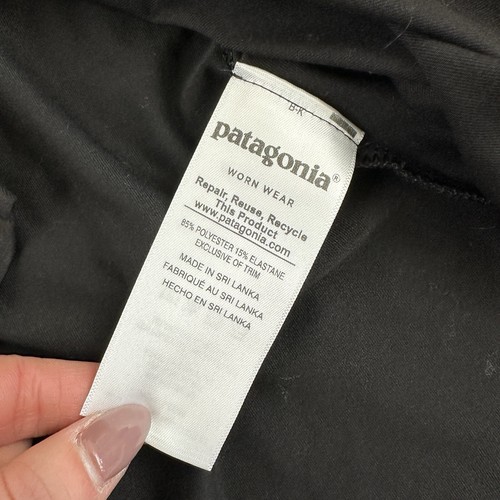 B-K
patagonia®
WORN WEAR
Repair, Reuse, Recycle
This Product
www.patagonia.com
85% POLYESTER 15% ELASTANE
EXCLUSIVE OF TRIM
MADE IN SRI LANKA
FABRIQUÉ AU SRI LANKA
HECHO EN SRI LANKA